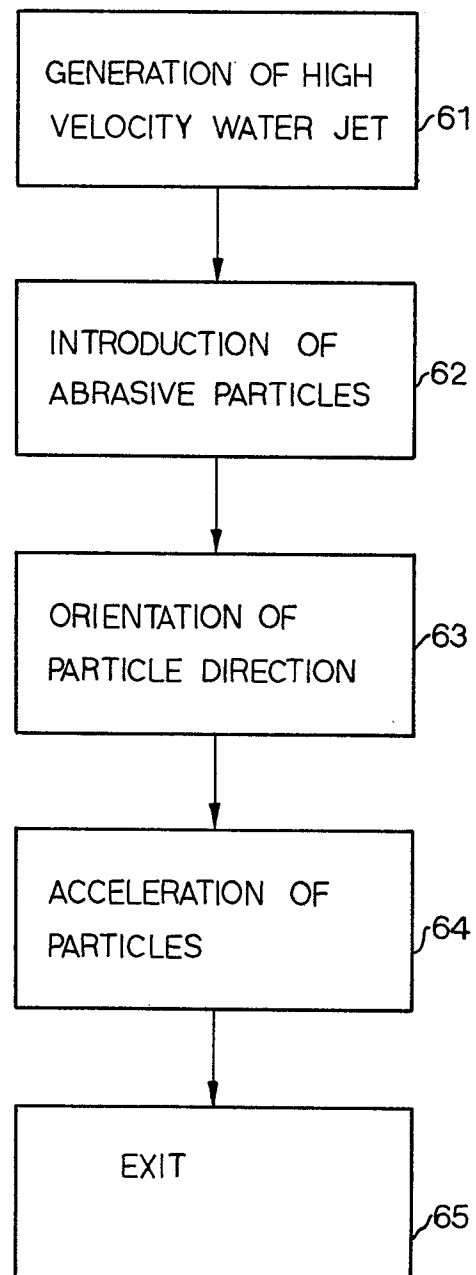 GENERATION OF HIGH
VELOCITY WATER JET
61
INTRODUCTION OF
ABRASIVE PARTICLES
62
ORIENTATION OF
PARTICLE DIRECTION
63
ACCELERATION OF
PARTICLES
64
EXIT
65